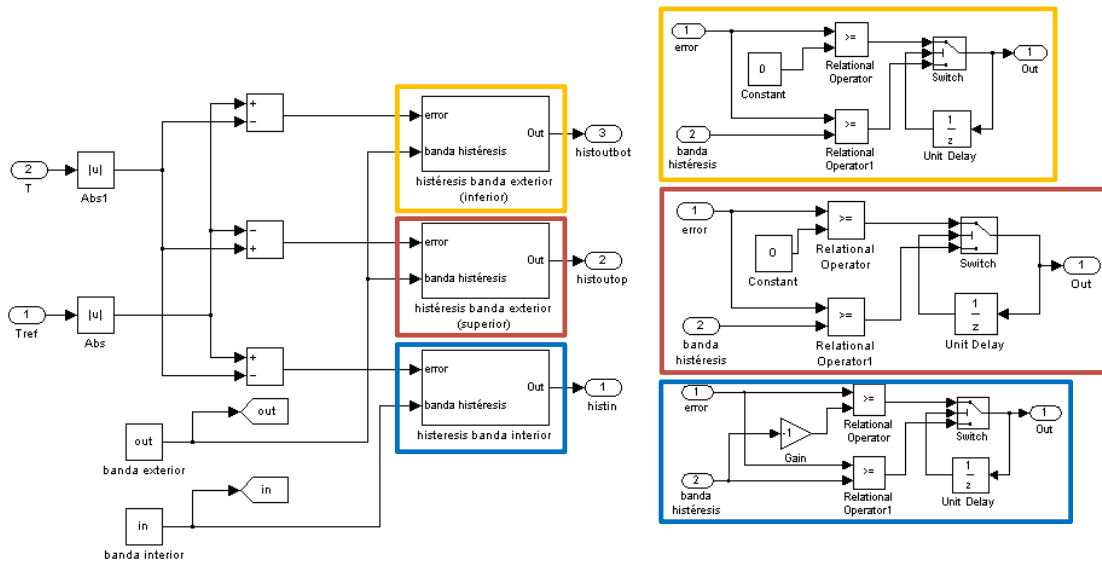 2
T
|u|
Abs1
1
Tref
|u|
Abs
+
−
−
+
+
−
out
banda exterior
out
in
banda interior
in
error
banda histéresis
Out
histéresis banda exterior
(inferior)
3
histoutbot
error
banda histéresis
Out
histéresis banda exterior
(superior)
2
histoutop
error
banda histéresis
Out
histeresis banda interior
1
histin
1
error
0
Constant
2
banda
histéresis
>=
Relational
Operator
>=
Relational
Operator1
Switch
1
z
Unit Delay
1
Out
1
error
0
Constant
2
banda
histéresis
>=
Relational
Operator
>=
Relational
Operator1
Switch
1
z
Unit Delay
1
Out
1
error
-1
Gain
2
banda
histéresis
>=
Relational
Operator
>=
Relational
Operator1
Switch
1
z
Unit Delay
1
Out